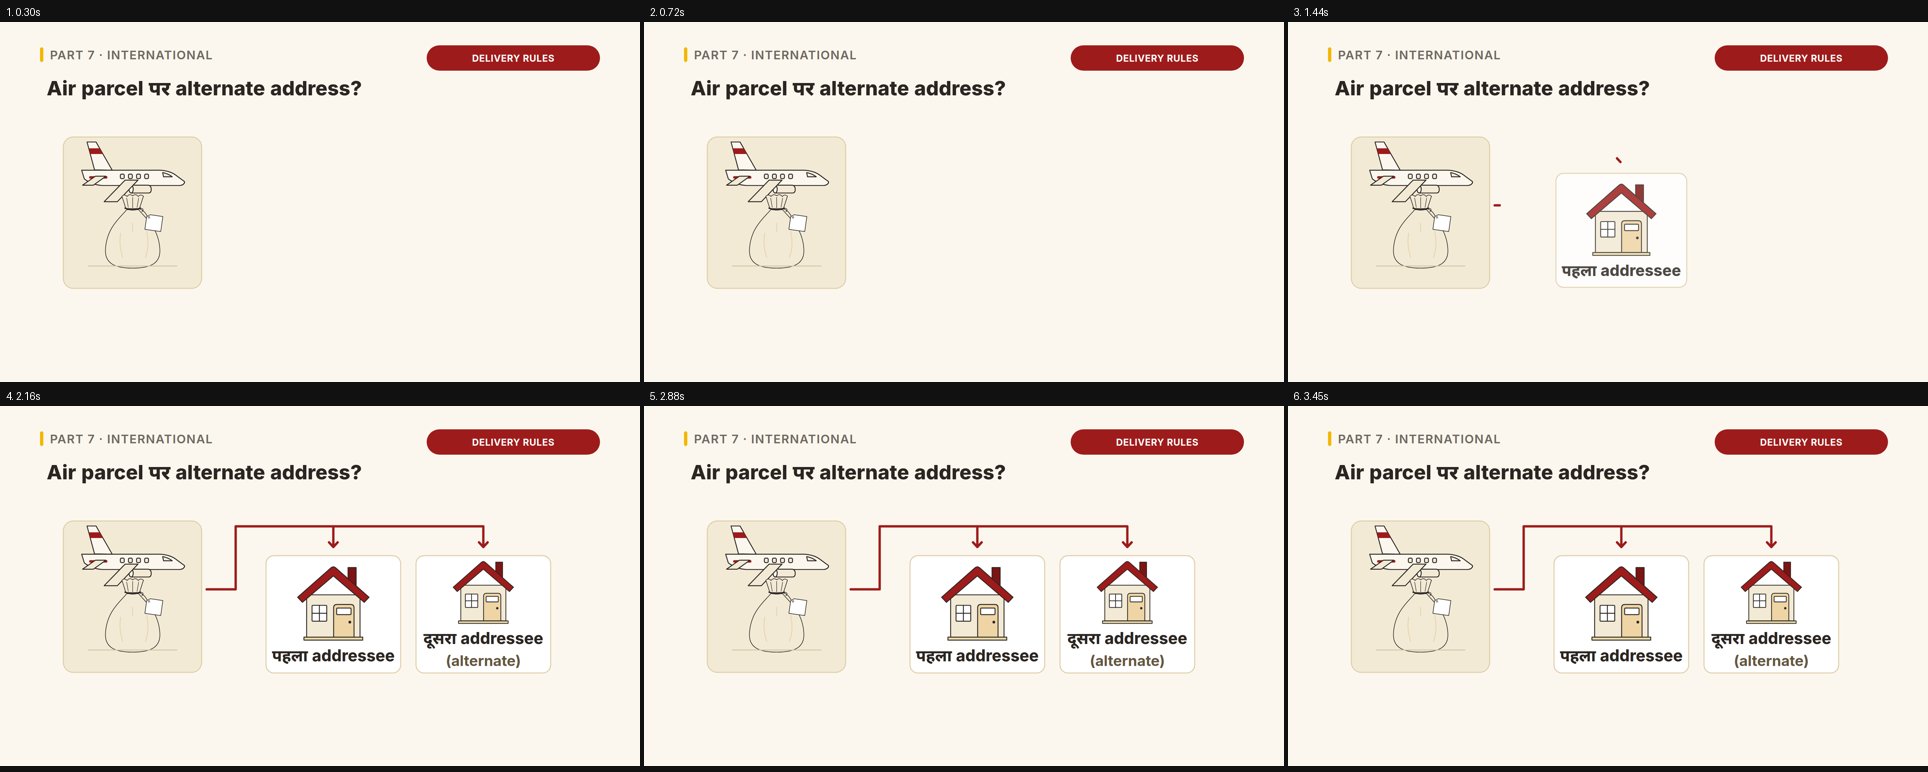 1. 0.30s
PART 7 · INTERNATIONAL
DELIVERY RULES
Air parcel पर alternate address?
2. 0.72s
PART 7 · INTERNATIONAL
DELIVERY RULES
Air parcel पर alternate address?
3. 1.44s
PART 7 · INTERNATIONAL
DELIVERY RULES
Air parcel पर alternate address?
पहला addressee
4. 2.16s
PART 7 · INTERNATIONAL
DELIVERY RULES
Air parcel पर alternate address?
पहला addressee
दूसरा addressee
(alternate)
5. 2.88s
PART 7 · INTERNATIONAL
DELIVERY RULES
Air parcel पर alternate address?
पहला addressee
दूसरा addressee
(alternate)
6. 3.45s
PART 7 · INTERNATIONAL
DELIVERY RULES
Air parcel पर alternate address?
पहला addressee
दूसरा addressee
(alternate)